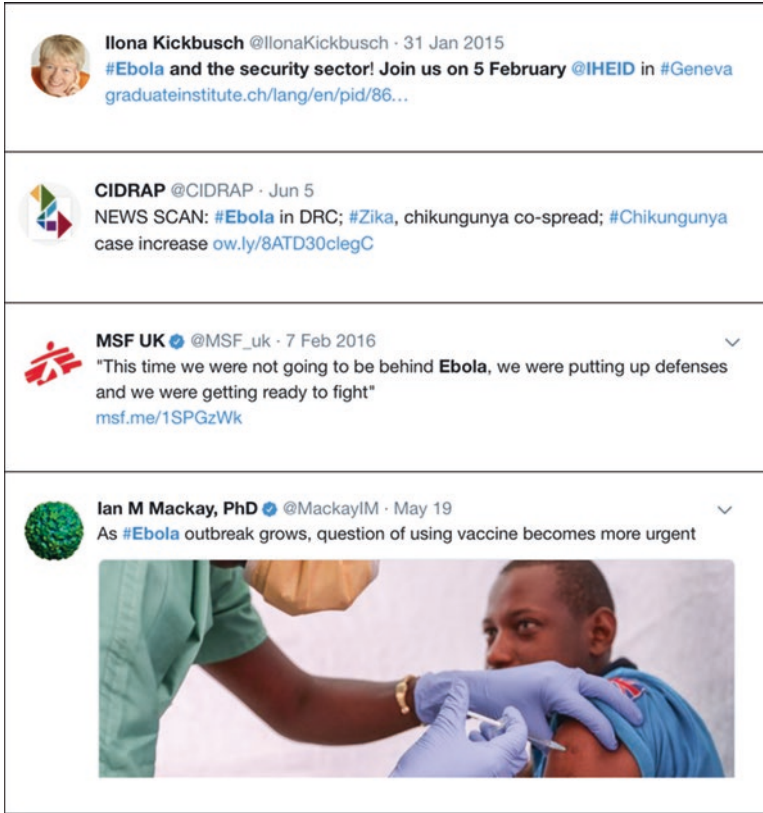 Ilona Kickbusch @IlonaKickbusch · 31 Jan 2015
#Ebola and the security sector! Join us on 5 February @IHEID in #Geneva
graduateinstitute.ch/lang/en/pid/86…
CIDRAP @CIDRAP · Jun 5
NEWS SCAN: #Ebola in DRC; #Zika, chikungunya co-spread; #Chikungunya
case increase ow.ly/8ATD30clegC
MSF UK @MSF_uk · 7 Feb 2016
"This time we were not going to be behind Ebola, we were putting up defenses
and we were getting ready to fight"
msf.me/1SPGzWk
Ian M Mackay, PhD @MackayIM · May 19
As #Ebola outbreak grows, question of using vaccine becomes more urgent